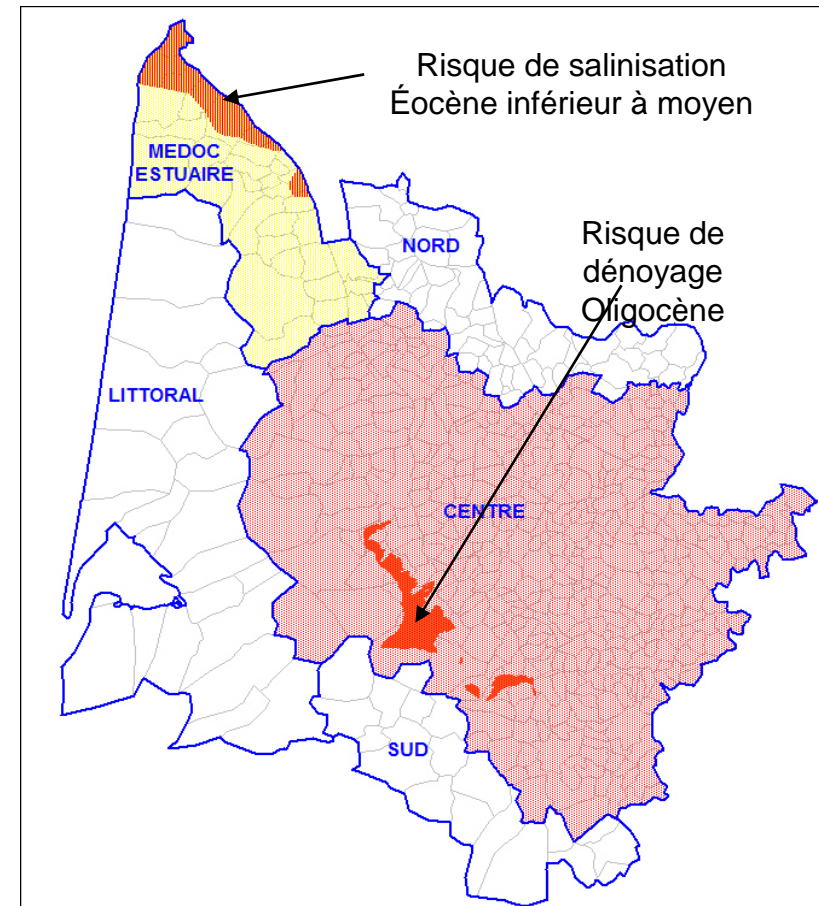 Risque de salinisation
Éocène inférieur à moyen
MEDOC
ESTUAIRE
NORD
Risque de
dénoyage
Oligocène
LITTORAL
CENTRE
SUD